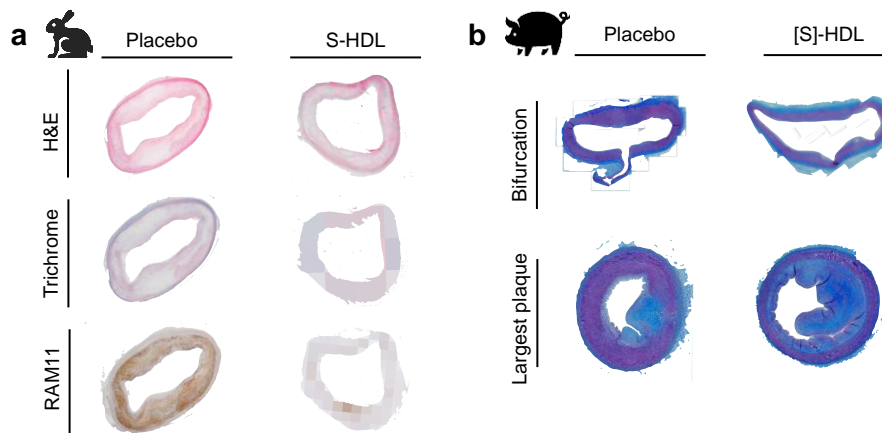 a
Placebo
S-HDL
H&E
Trichrome
RAM11
b
Placebo
[S]-HDL
Bifurcation
Largest plaque